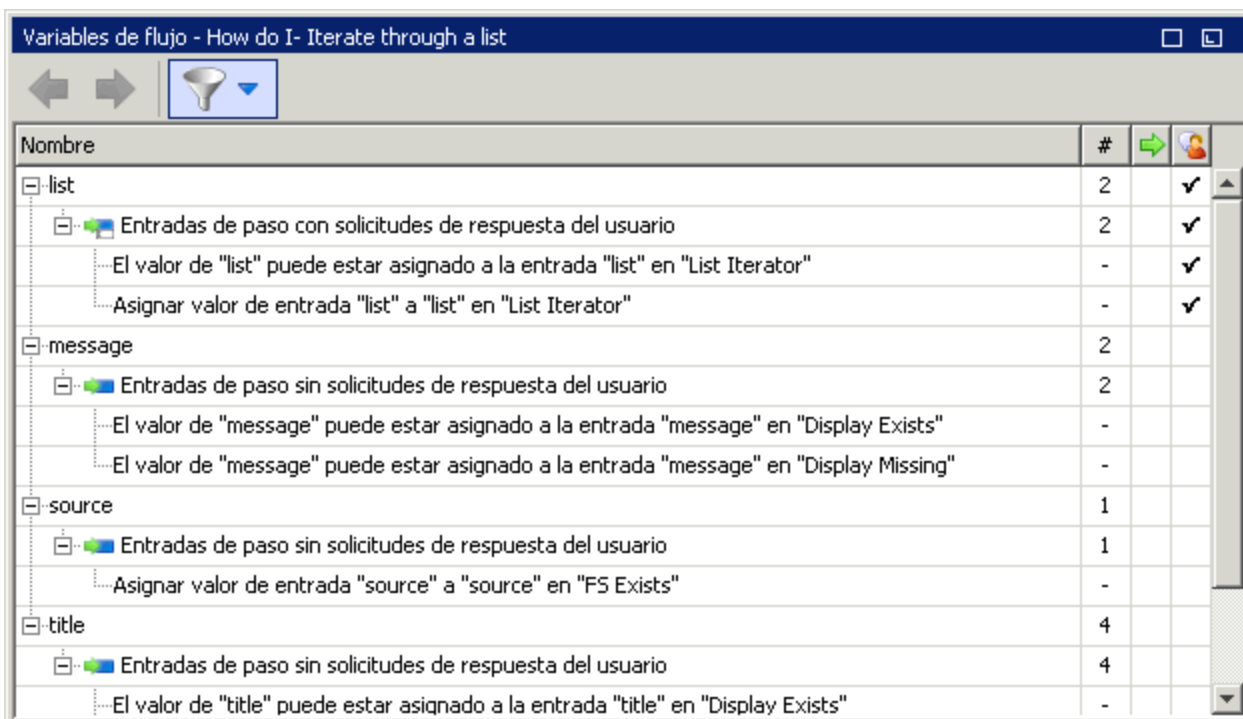 Variables de flujo - How do I- Iterate through a list
Nombre #
list 2
Entradas de paso con solicitudes de respuesta del usuario 2
El valor de "list" puede estar asignado a la entrada "list" en "List Iterator" -
Asignar valor de entrada "list" a "list" en "List Iterator" -
message 2
Entradas de paso sin solicitudes de respuesta del usuario 2
El valor de "message" puede estar asignado a la entrada "message" en "Display Exists" -
El valor de "message" puede estar asignado a la entrada "message" en "Display Missing" -
source 1
Entradas de paso sin solicitudes de respuesta del usuario 1
Asignar valor de entrada "source" a "source" en "FS Exists" -
title 4
Entradas de paso sin solicitudes de respuesta del usuario 4
El valor de "title" puede estar asignado a la entrada "title" en "Display Exists" -